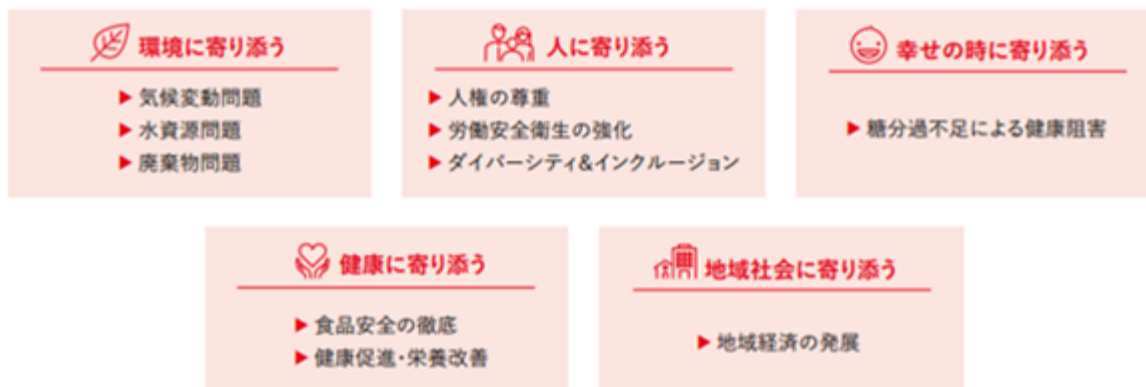 環境に寄り添う
▶ 気候変動問題
▶ 水資源問題
▶ 廃棄物問題
人に寄り添う
▶ 人権の尊重
▶ 労働安全衛生の強化
▶ ダイバーシティ&インクルージョン
幸せの時に寄り添う
▶ 糖分過不足による健康阻害
健康に寄り添う
▶ 食品安全の徹底
▶ 健康促進・栄養改善
地域社会に寄り添う
▶ 地域経済の発展